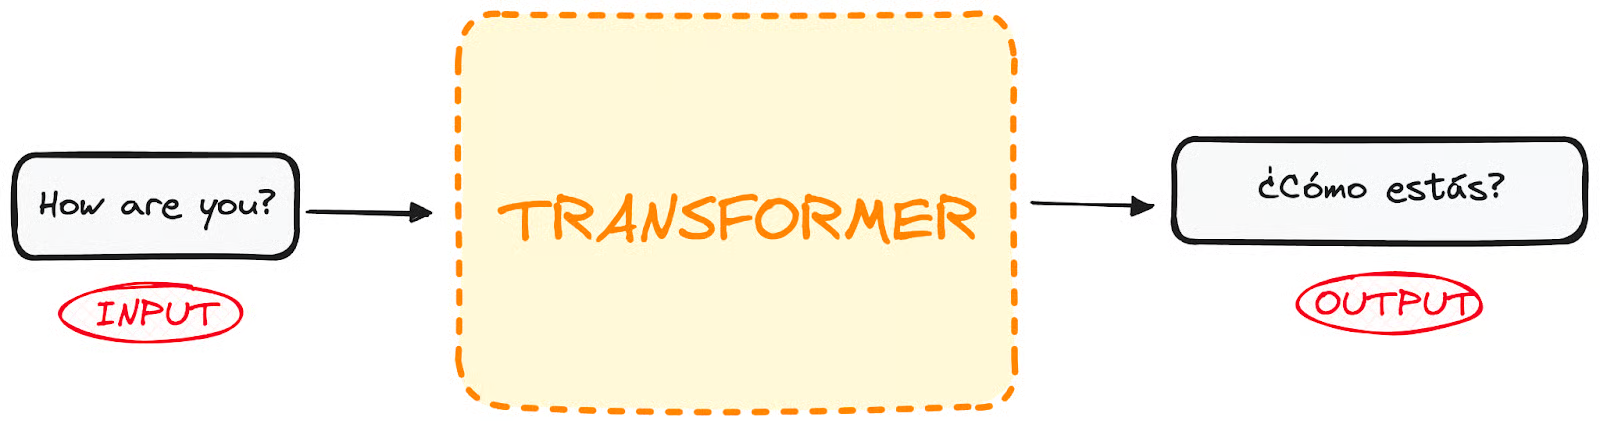 How are you?
INPUT
TRANSFORMER
¿Cómo estás?
OUTPUT